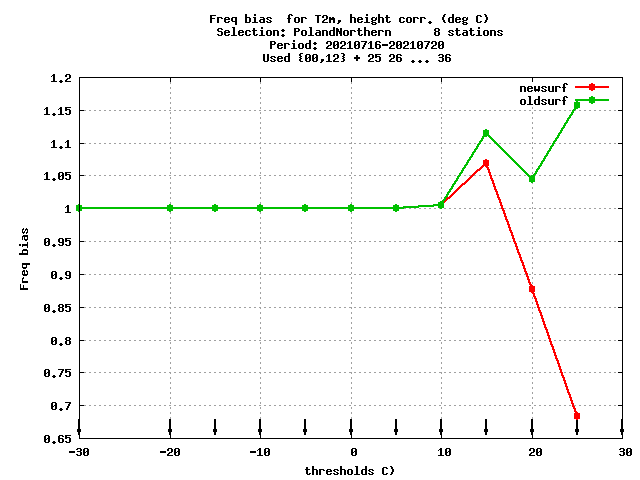 Freq bias  for T2m, height corr. (deg C)
Selection: PolandNorthern      8 stations
Period: 20210716-20210720
Used {00,12} + 25 26 ... 36
newsurf
oldsurf
1.2
1.15
1.1
1.05
1
0.95
0.9
0.85
0.8
0.75
0.7
0.65
Freq bias
-30
-20
-10
0
10
20
30
thresholds C)